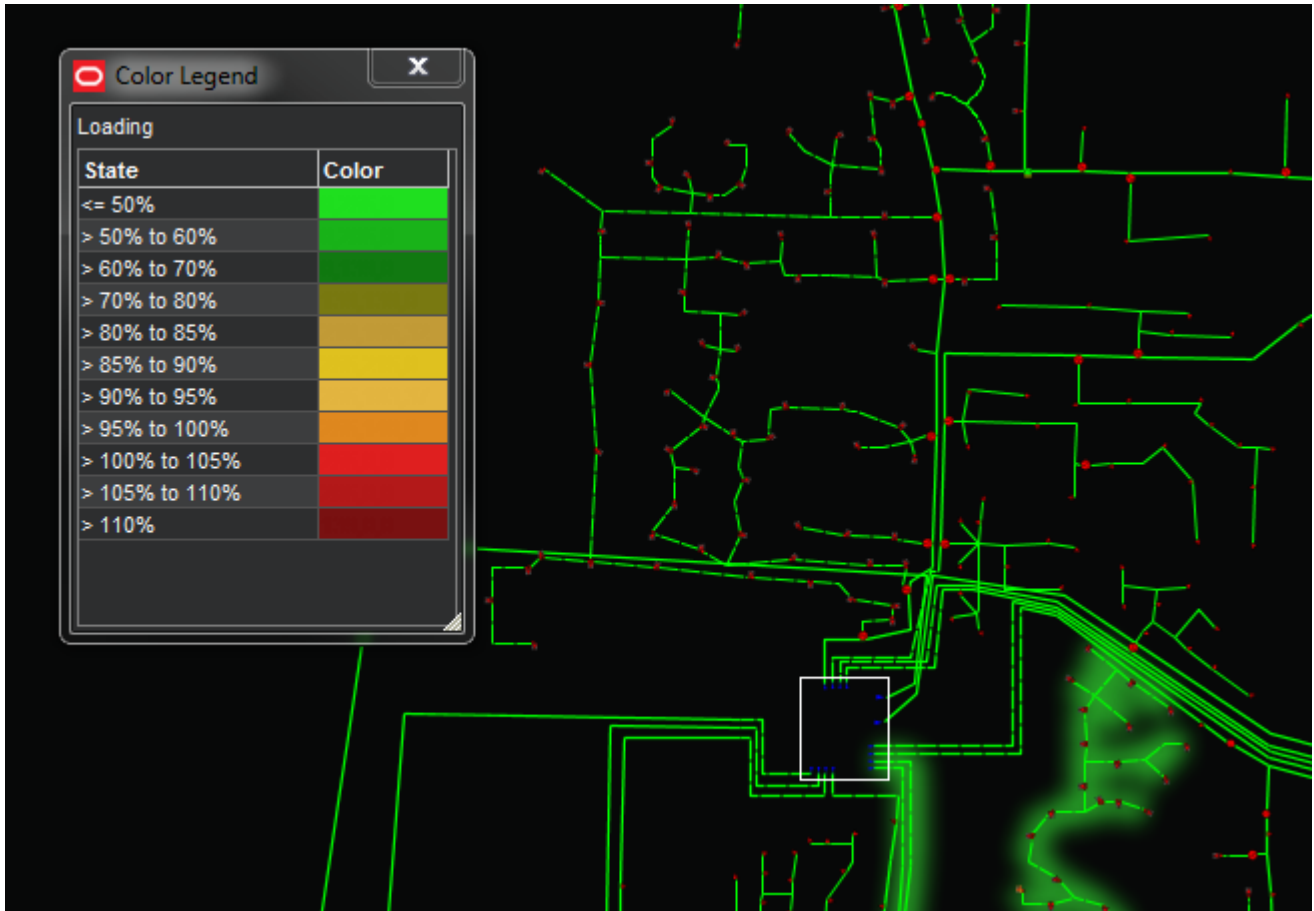 Color Legend
Loading
State Color
<= 50%
> 50% to 60%
> 60% to 70%
> 70% to 80%
> 80% to 85%
> 85% to 90%
> 90% to 95%
> 95% to 100%
> 100% to 105%
> 105% to 110%
> 110%